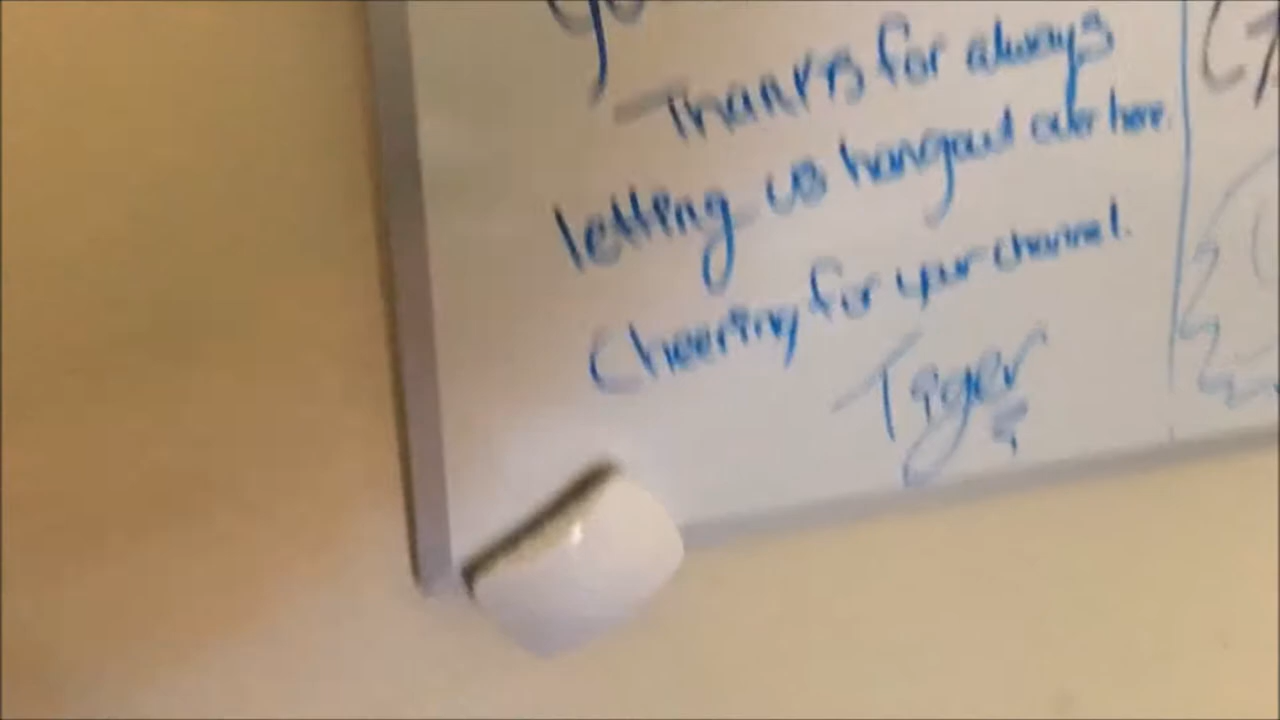 Thanks for always
letting us hangout over here.
Cheering for your channel.
Tiger